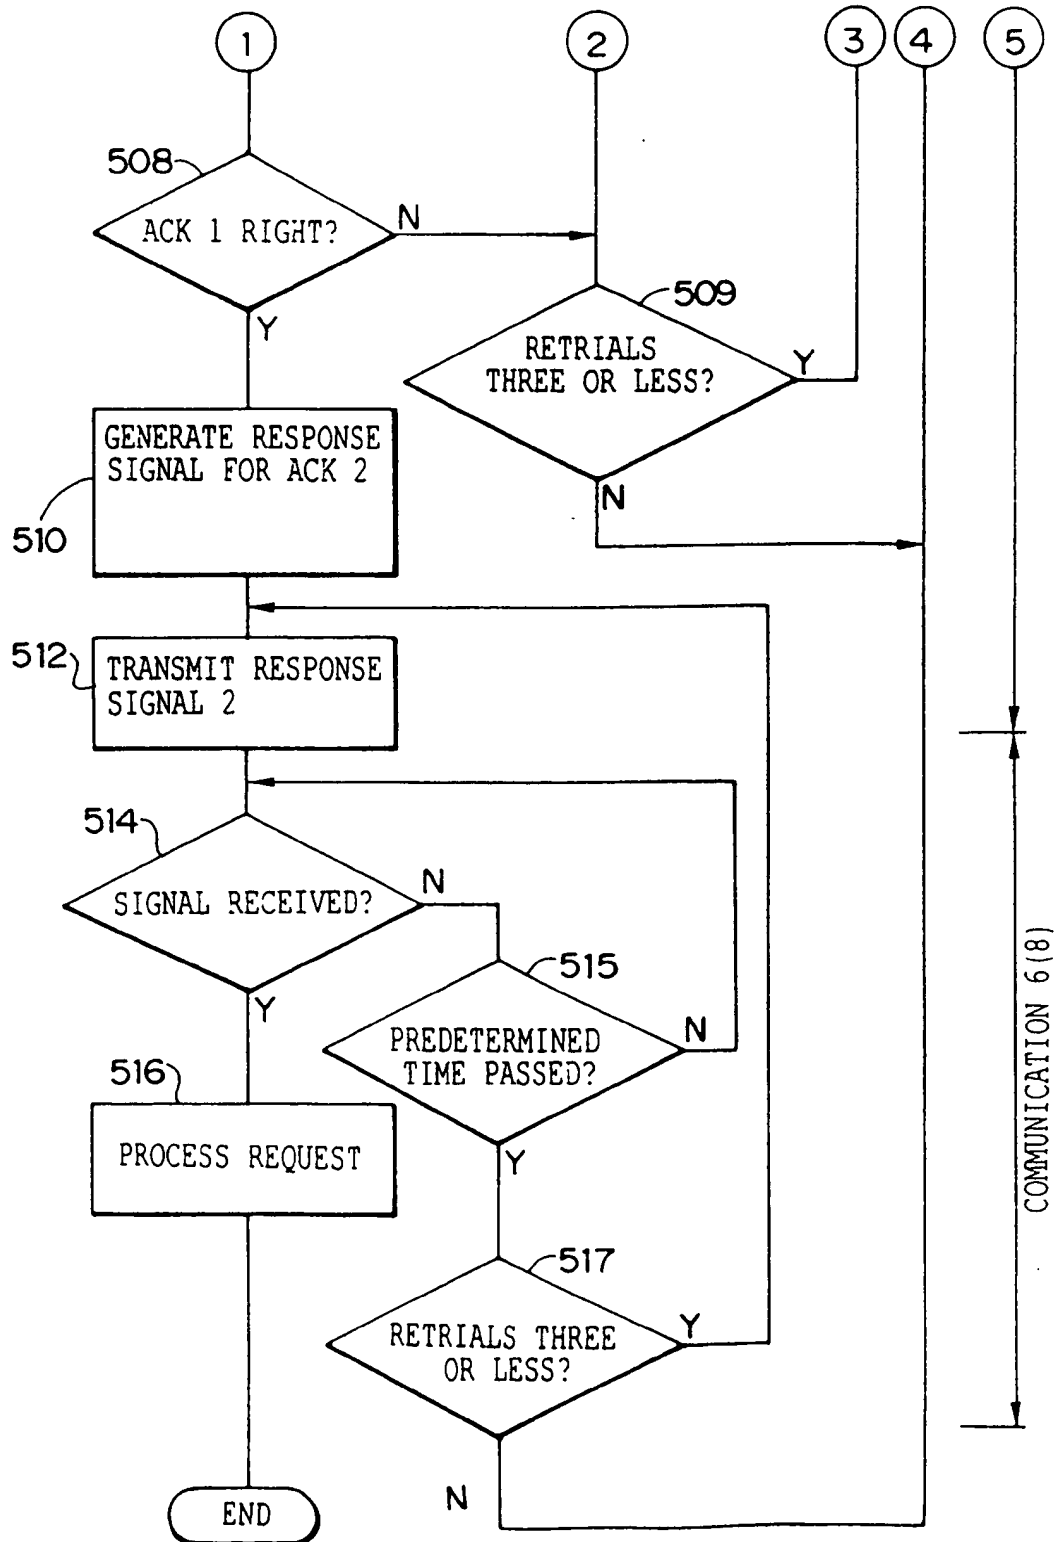 1
2
3
4
5
508
ACK 1 RIGHT?
N
Y
509
RETRIALS
THREE OR LESS?
Y
N
GENERATE RESPONSE
SIGNAL FOR ACK 2
510
512
TRANSMIT RESPONSE
SIGNAL 2
514
SIGNAL RECEIVED?
N
Y
515
PREDETERMINED
TIME PASSED?
N
Y
516
PROCESS REQUEST
517
RETRIALS THREE
OR LESS?
Y
N
END
COMMUNICATION 6(8)